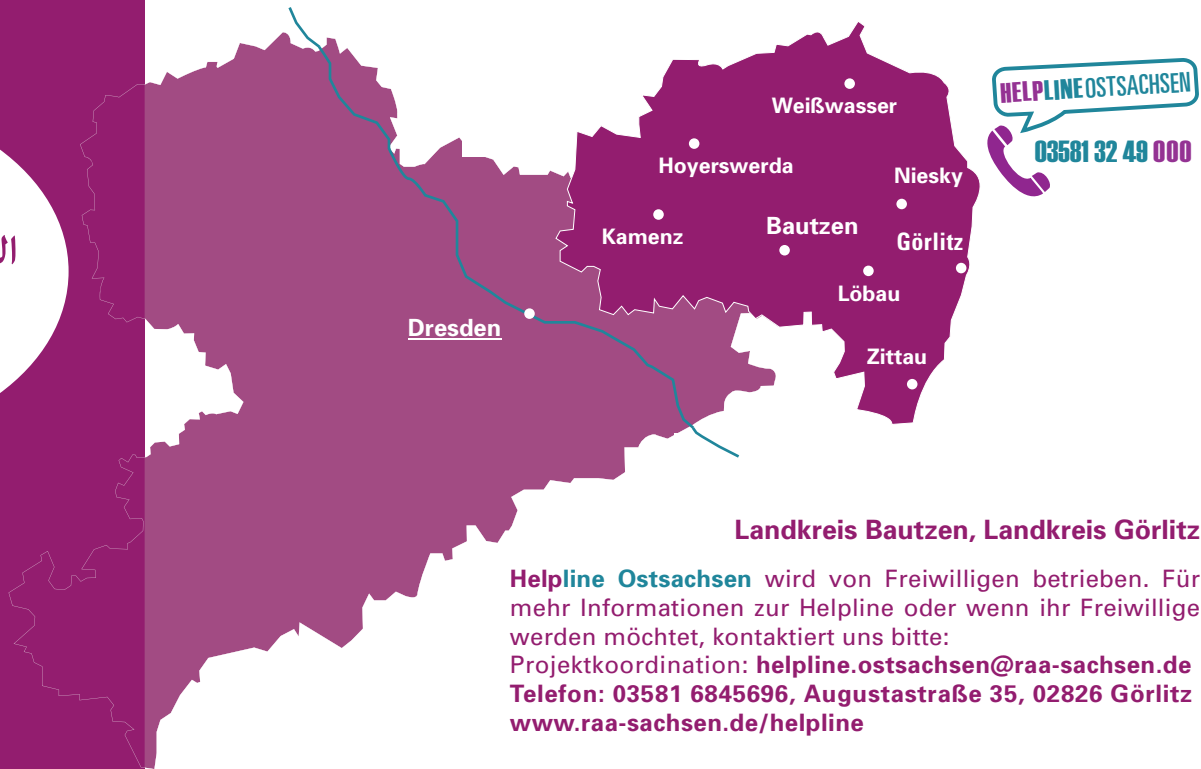 HELPLINE OSTSACHSEN
03581 32 49 000
Weißwasser
Hoyerswerda
Niesky
Kamenz
Bautzen
Görlitz
Löbau
Dresden
Zittau
Landkreis Bautzen, Landkreis Görlitz
Helpline Ostsachsen wird von Freiwilligen betrieben. Für
mehr Informationen zur Helpline oder wenn ihr Freiwillige
werden möchtet, kontaktiert uns bitte:
Projektkoordination: helpline.ostsachsen@raa-sachsen.de
Telefon: 03581 6845696, Augustastraße 35, 02826 Görlitz
www.raa-sachsen.de/helpline